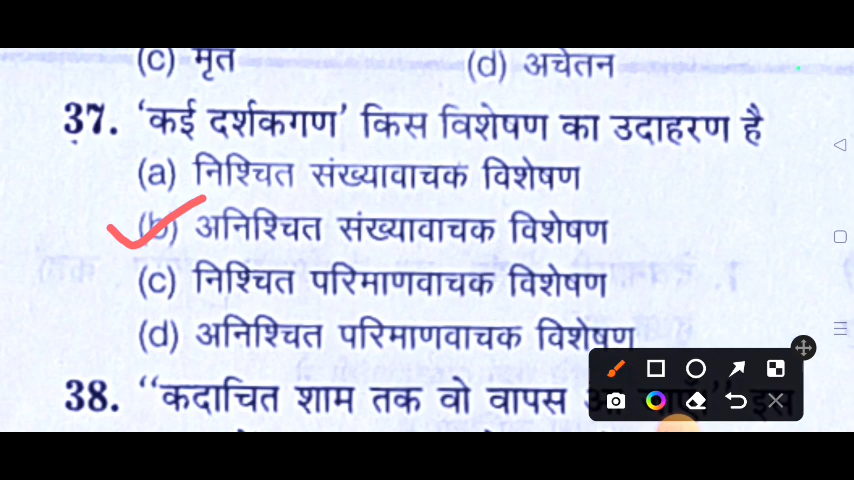 (c) मृत (d) अचेतन
37. ‘कई दर्शकगण’ किस विशेषण का उदाहरण है
(a) निश्चित संख्यावाचक विशेषण
(b) अनिश्चित संख्यावाचक विशेषण
(c) निश्चित परिमाणवाचक विशेषण
(d) अनिश्चित परिमाणवाचक विशेषण
38. “कदाचित शाम तक वो वापस आ